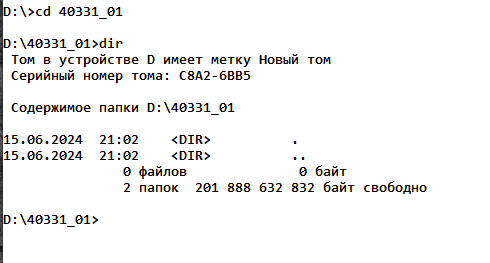 D:\>cd 40331_01
D:\40331_01>dir
Том в устройстве D имеет метку Новый том
Серийный номер тома: C8A2-6BB5
Содержимое папки D:\40331_01
15.06.2024 21:02 <DIR> .
15.06.2024 21:02 <DIR> ..
0 файлов 0 байт
2 папок 201 888 632 832 байт свободно
D:\40331_01>